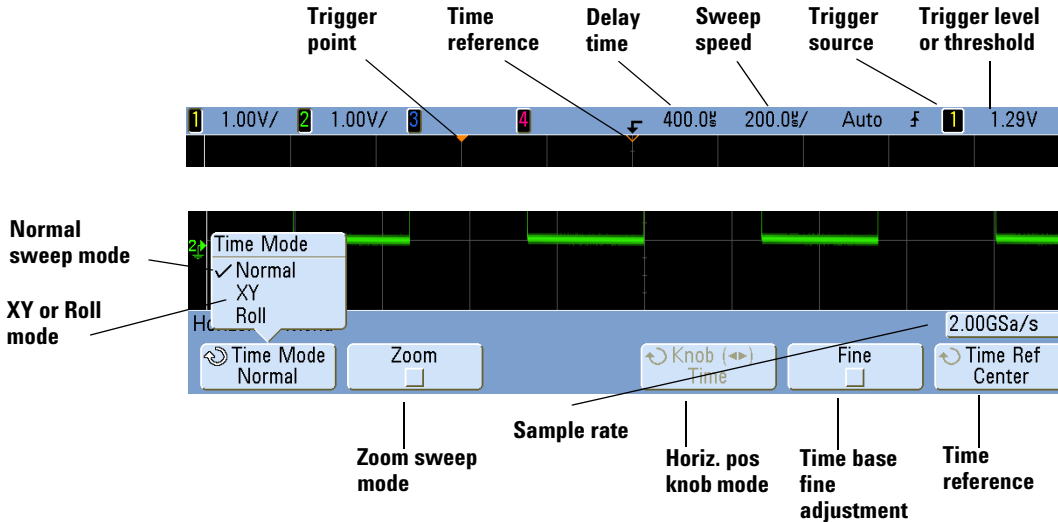 Trigger point
Time reference
Delay time
Sweep speed
Trigger source
Trigger level or threshold
1 1.00V/ 2 1.00V/ 3 4 400.0us 200.0us/ Auto 1 1.29V
Normal sweep mode
XY or Roll mode
2
Time Mode
✓ Normal
XY
Roll
2.00GSa/s
Time Mode
Normal
Zoom
Knob (◄►)
Time
Fine
Time Ref
Center
Sample rate
Zoom sweep mode
Horiz. pos knob mode
Time base fine adjustment
Time reference